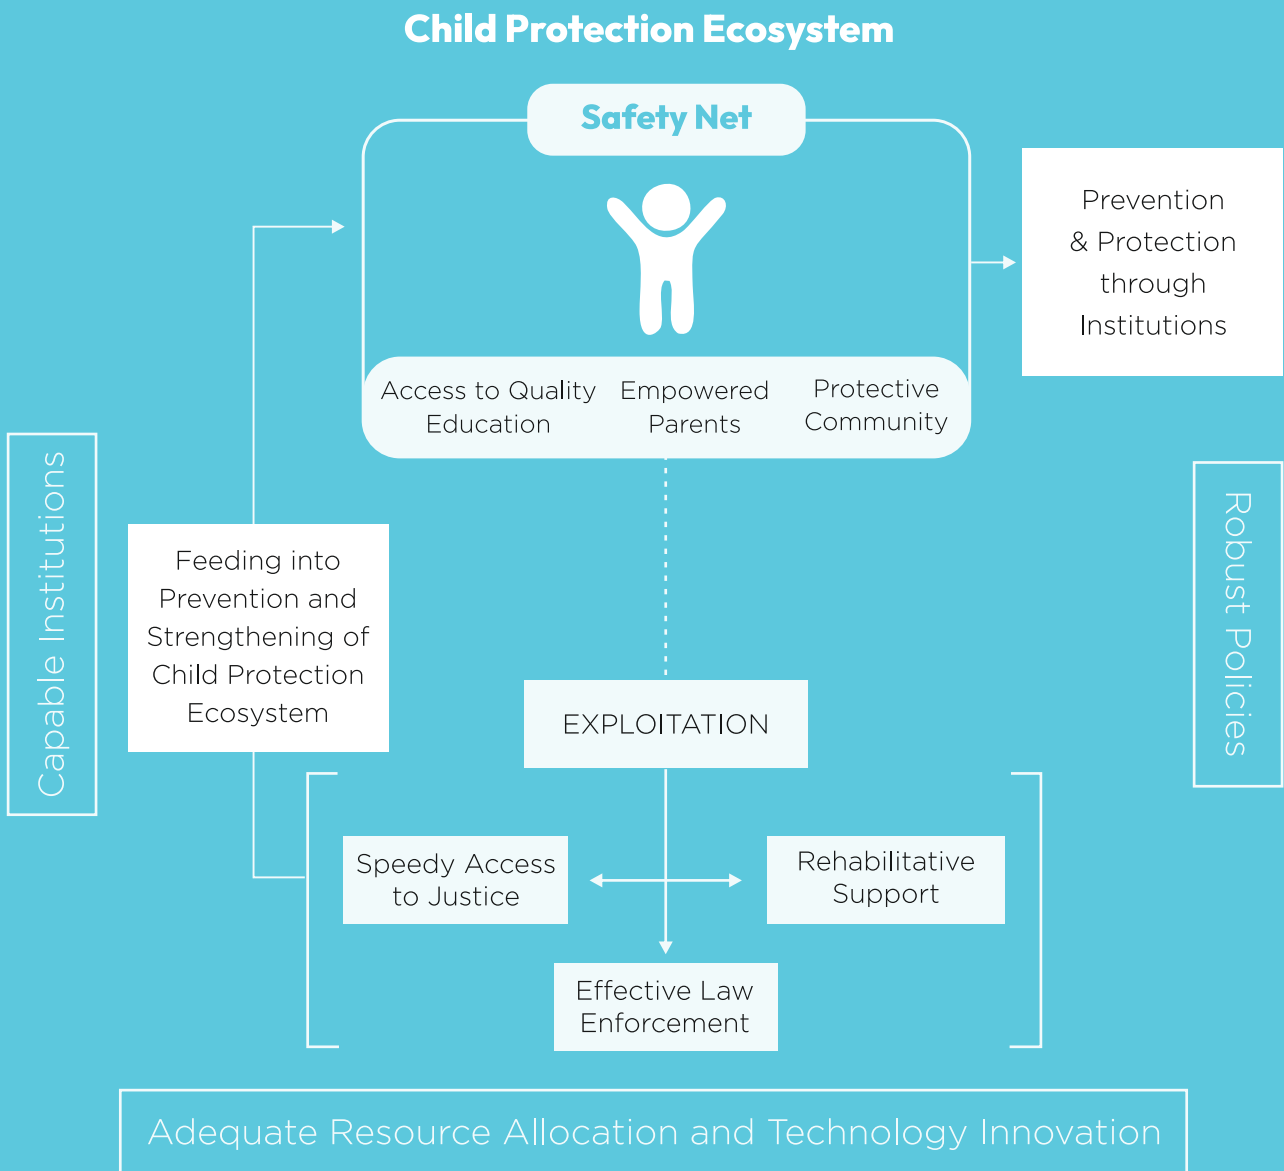 Child Protection Ecosystem
Safety Net
Prevention
& Protection
through
Institutions
Access to Quality
Education
Empowered
Parents
Protective
Community
Capable Institutions
Feeding into
Prevention and
Strengthening of
Child Protection
Ecosystem
Robust Policies
EXPLOITATION
Speedy Access
to Justice
Rehabilitative
Support
Effective Law
Enforcement
Adequate Resource Allocation and Technology Innovation